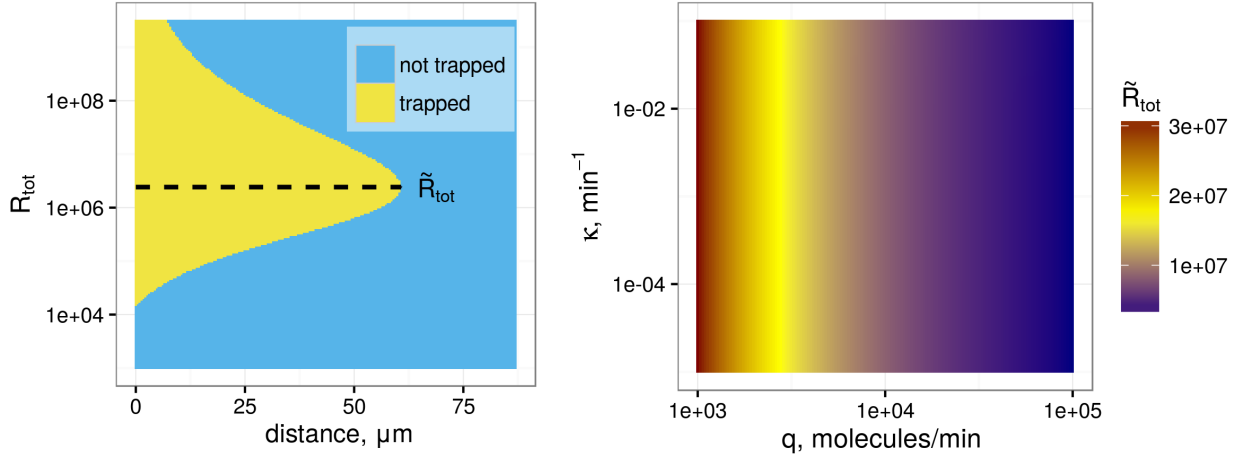 R_tot
1e+08
1e+06
1e+04
not trapped
trapped
R̃_tot
0
25
50
75
distance, µm
κ, min⁻¹
1e-02
1e-04
1e+03
1e+04
1e+05
q, molecules/min
R̃_tot
3e+07
2e+07
1e+07